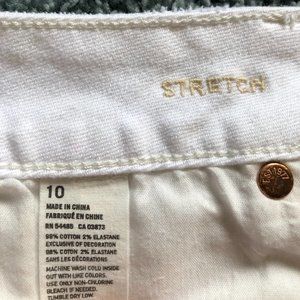 STRETCH
10
MADE IN CHINA
FABRIQUÉ EN CHINE
RN 54485 CA 03873
98% COTTON 2% ELASTANE
EXCLUSIVE OF DECORATION
98% COTON 2% ELASTANE
SANS LES DÉCORATIONS
MACHINE WASH COLD INSIDE
OUT WITH LIKE COLORS.
USE ONLY NON-CHLORINE
BLEACH IF NEEDED.
TUMBLE DRY LOW
1977